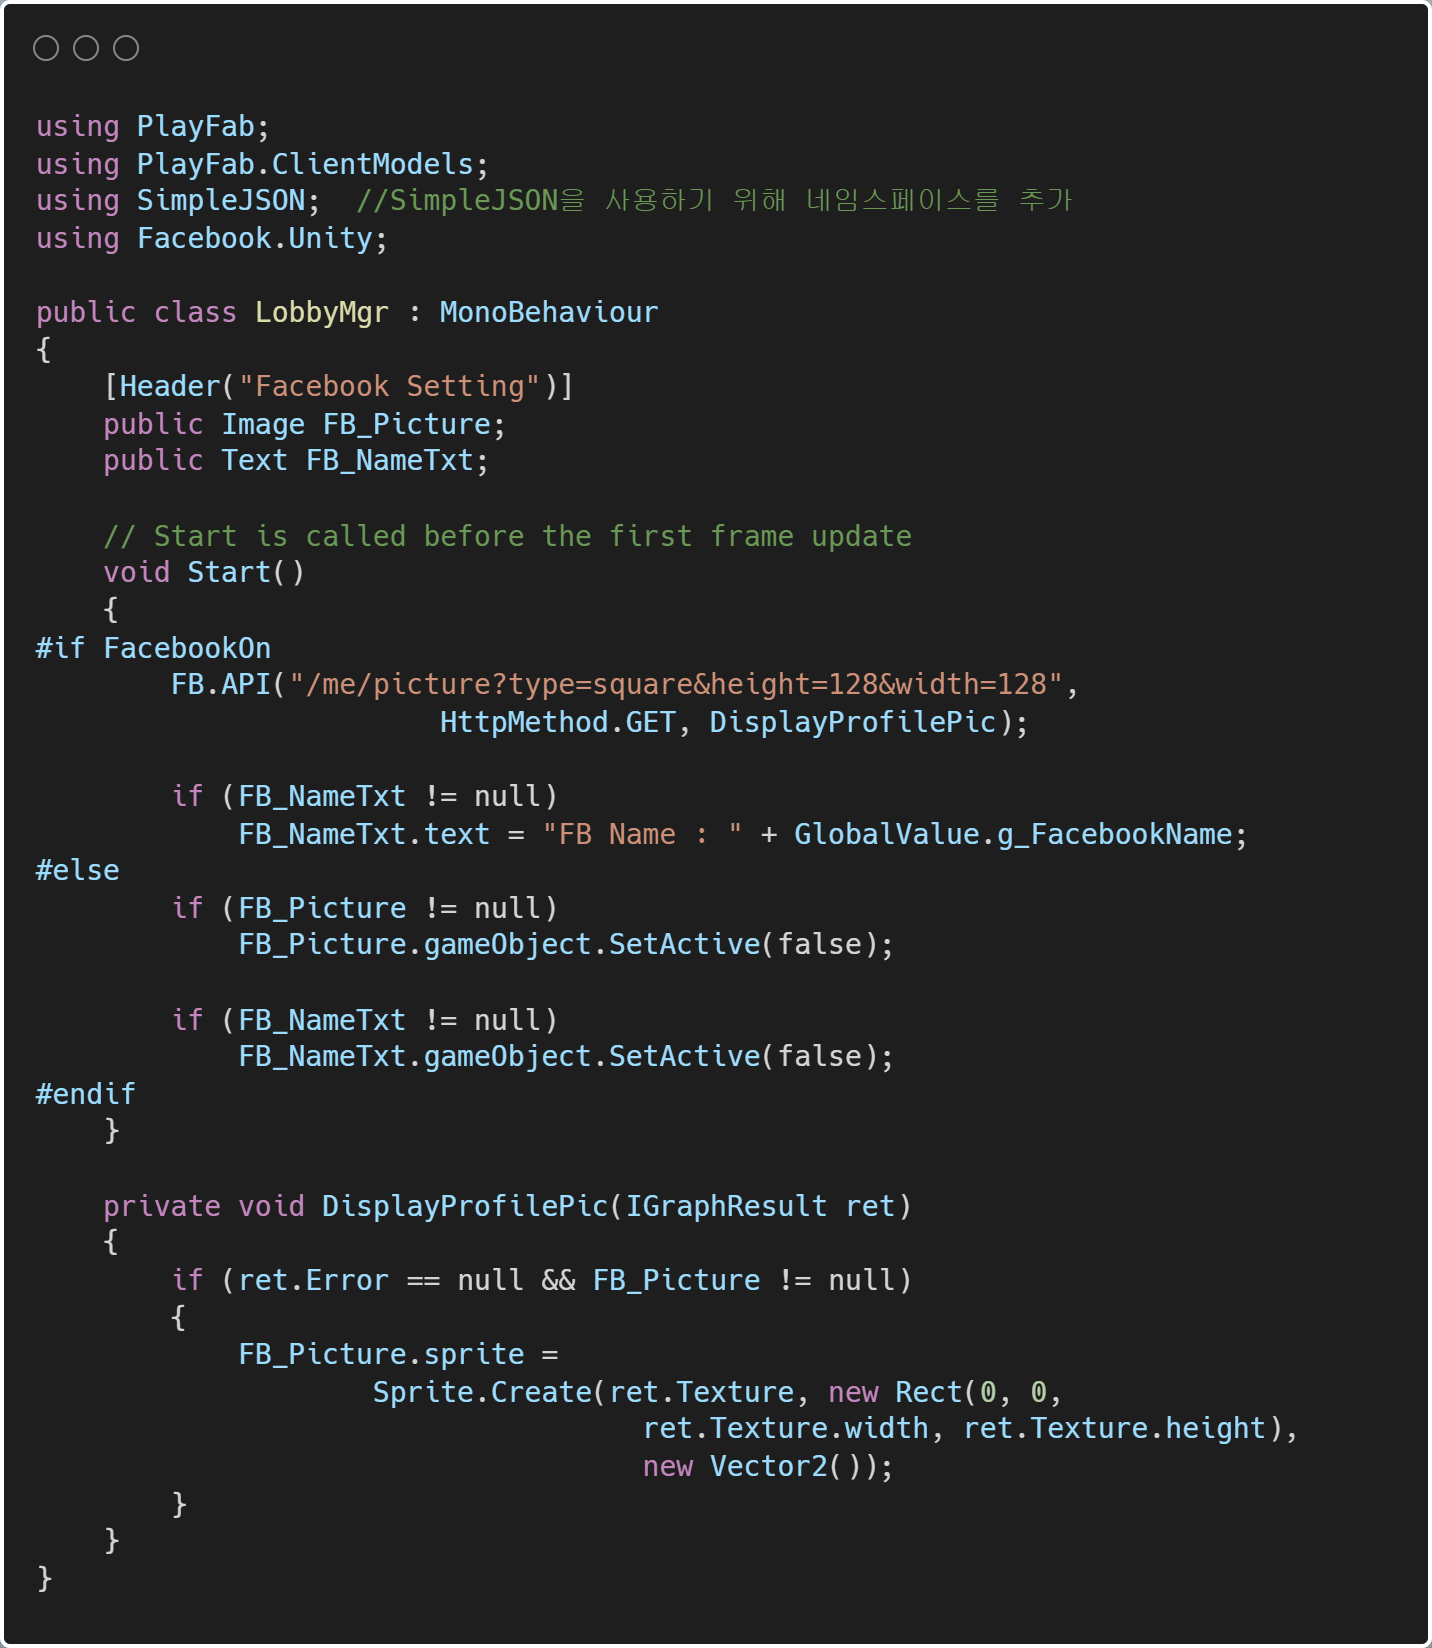 using PlayFab;
using PlayFab.ClientModels;
using SimpleJSON;  //SimpleJSON을 사용하기 위해 네임스페이스를 추가
using Facebook.Unity;

public class LobbyMgr : MonoBehaviour
{
    [Header("Facebook Setting")]
    public Image FB_Picture;
    public Text FB_NameTxt;

    // Start is called before the first frame update
    void Start()
    {
#if FacebookOn
        FB.API("/me/picture?type=square&height=128&width=128",
                        HttpMethod.GET, DisplayProfilePic);

        if (FB_NameTxt != null)
            FB_NameTxt.text = "FB Name : " + GlobalValue.g_FacebookName;
#else
        if (FB_Picture != null)
            FB_Picture.gameObject.SetActive(false);

        if (FB_NameTxt != null)
            FB_NameTxt.gameObject.SetActive(false);
#endif
    }

    private void DisplayProfilePic(IGraphResult ret)
    {
        if (ret.Error == null && FB_Picture != null)
        {
            FB_Picture.sprite =
                    Sprite.Create(ret.Texture, new Rect(0, 0,
                                    ret.Texture.width, ret.Texture.height),
                                    new Vector2());
        }
    }
}